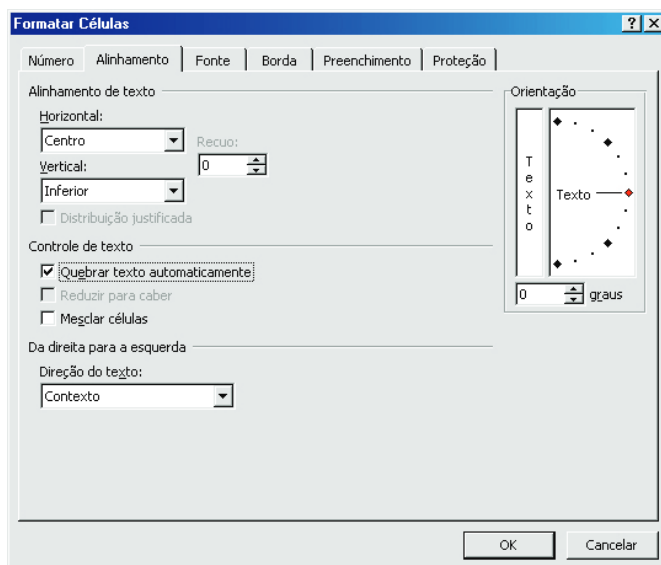 Formatar Células
Número Alinhamento Fonte Borda Preenchimento Proteção
Alinhamento de texto
Horizontal:
Centro
Recuo:
0
Vertical:
Inferior
Distribuição justificada
Controle de texto
Quebrar texto automaticamente
Reduzir para caber
Mesclar células
Da direita para a esquerda
Direção do texto:
Contexto
Orientação
Texto
Texto
0 graus
OK Cancelar